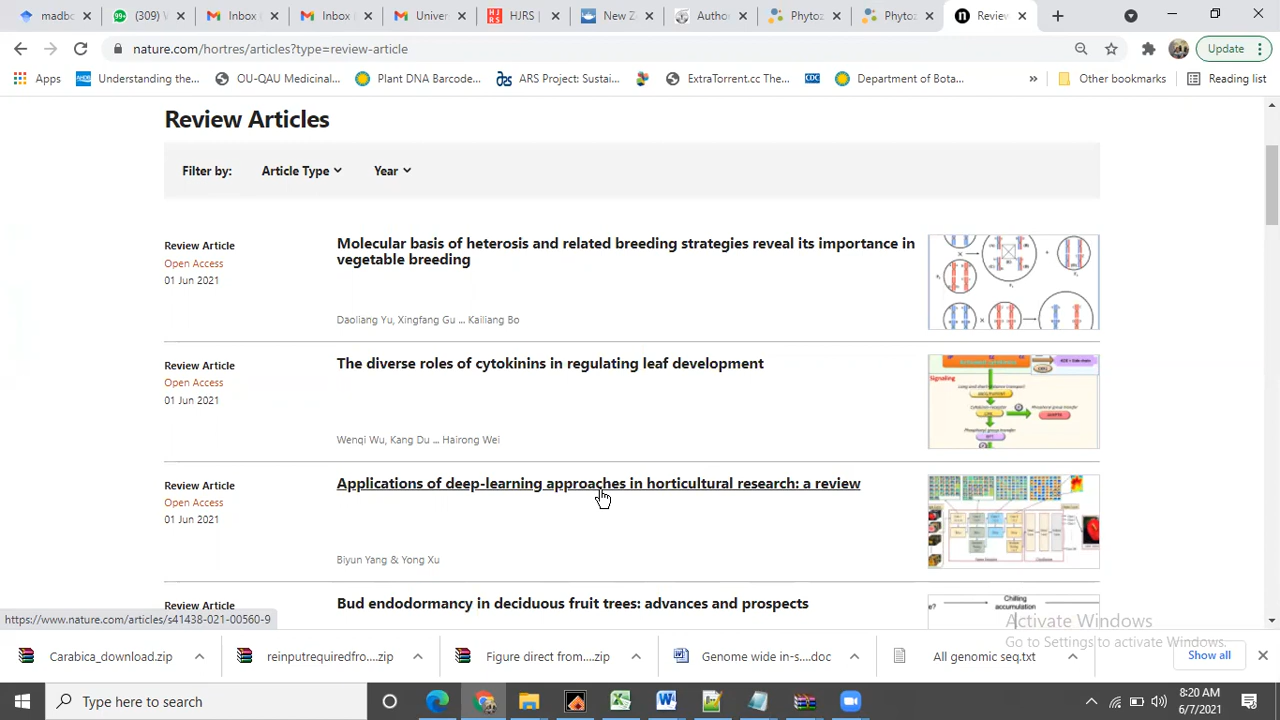 madbc
(309) W
Inbox (
Inbox (
Univer
HJRS |
New Ze
Autho
Phytoz
Phytoz
Review
nature.com/hortres/articles?type=review-article
Update
Apps
Understanding the...
OU-QAU Medicinal...
Plant DNA Barcode...
ARS Project: Sustai...
ExtraTorrent.cc The...
CDC
Department of Bota...
»
Other bookmarks
Reading list
Review Articles
Filter by:
Article Type
Year
Review Article
Open Access
01 Jun 2021
Molecular basis of heterosis and related breeding strategies reveal its importance in
vegetable breeding
Daoliang Yu, Xingfang Gu ... Kailiang Bo
Review Article
Open Access
01 Jun 2021
The diverse roles of cytokinins in regulating leaf development
Wenqi Wu, Kang Du ... Hairong Wei
Signaling
Review Article
Open Access
01 Jun 2021
Applications of deep-learning approaches in horticultural research: a review
Biyun Yang & Yong Xu
Review Article
Bud endodormancy in deciduous fruit trees: advances and prospects
e?
Chilling
accumulation
https://www.nature.com/articles/s41438-021-00560-9
Activate Windows
Go to Settings to activate Windows.
Carabica_download.zip
reinputrequiredfro....zip
Figure direct from....zip
Genome wide in-s....doc
All genomic seq.txt
Show all
Type here to search
8:20 AM
6/7/2021